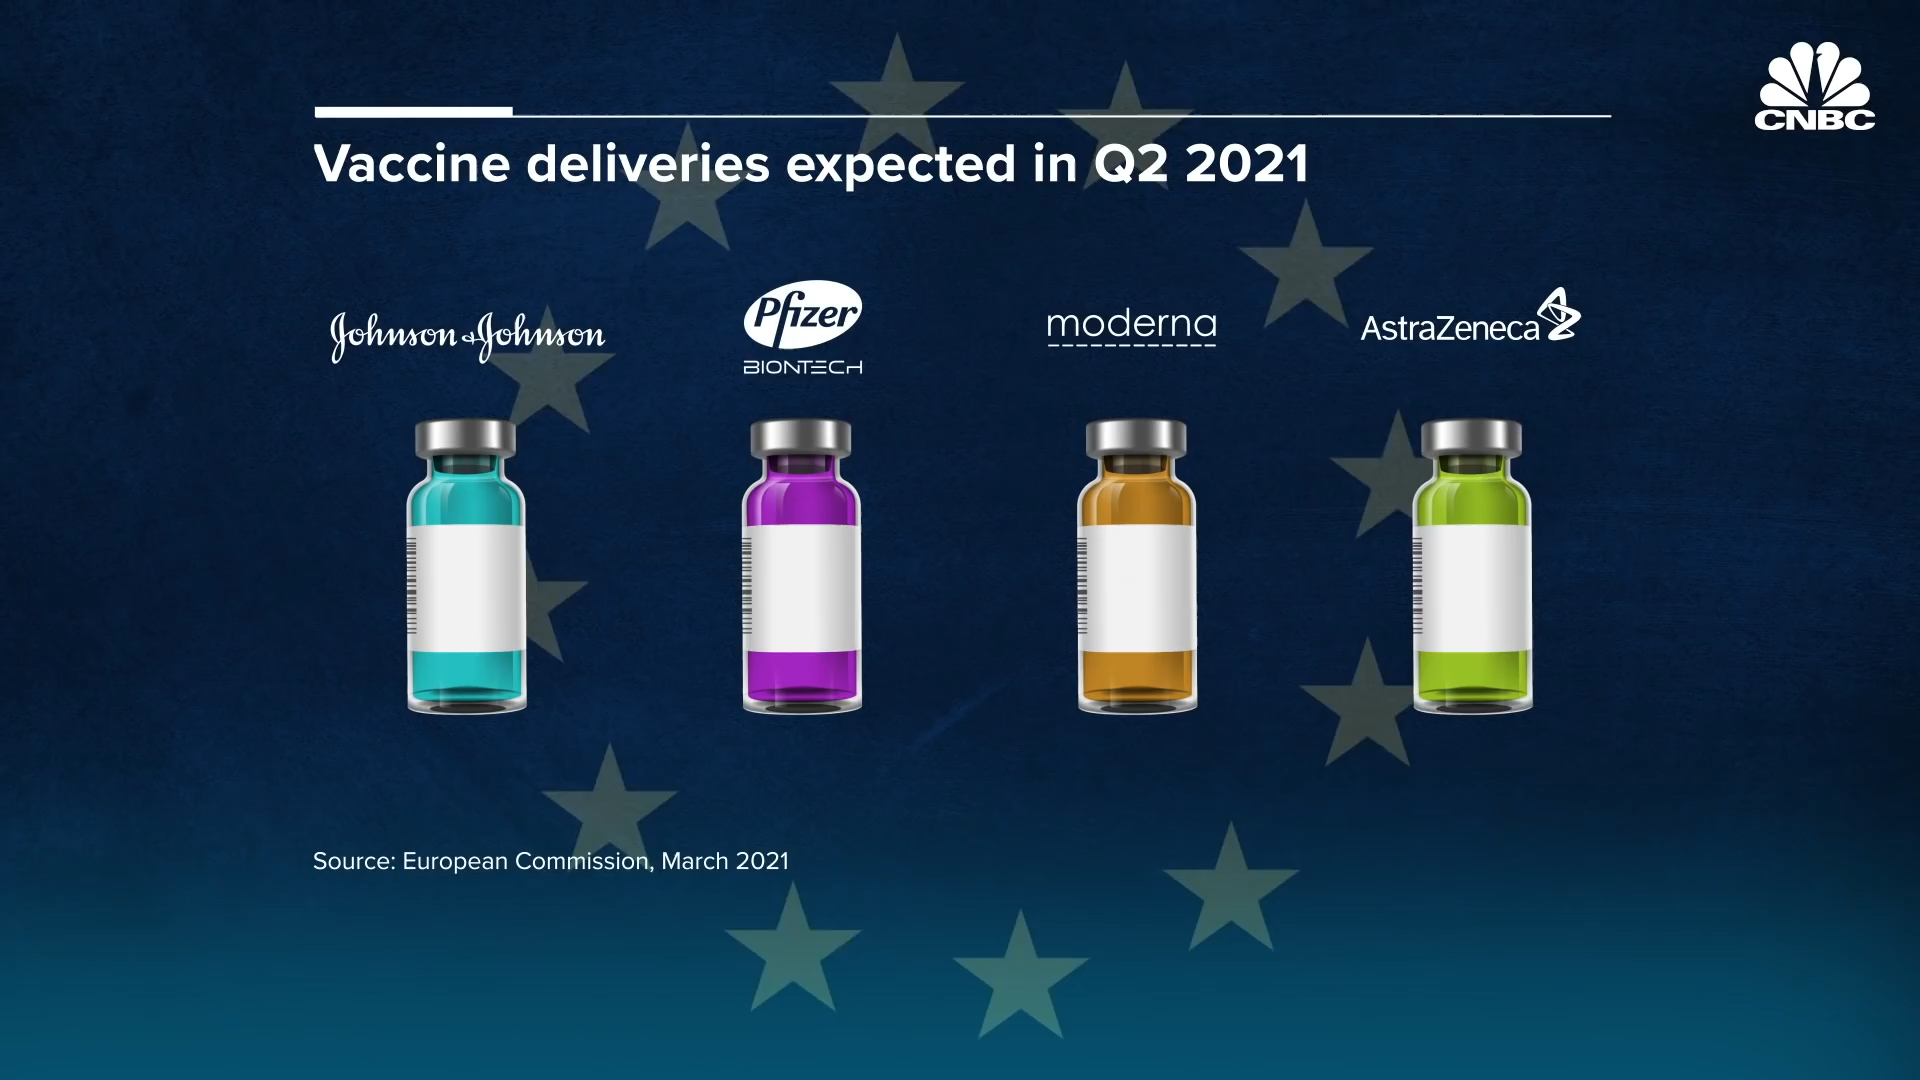 CNBC
Vaccine deliveries expected in Q2 2021
Johnson & Johnson
Pfizer
BIONTECH
moderna
AstraZeneca
Source: European Commission, March 2021